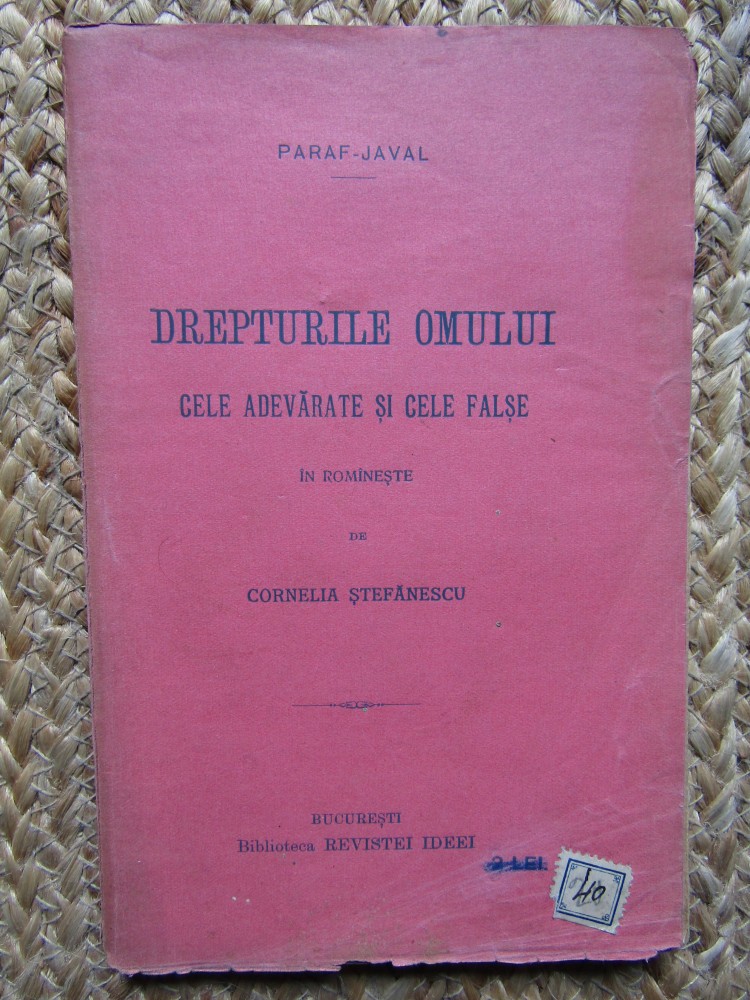 PARAF-JAVAL
DREPTURILE OMULUI
CELE ADEVĂRATE ȘI CELE FALȘE
ÎN ROMÎNEȘTE
DE
CORNELIA ȘTEFĂNESCU
BUCUREȘTI
Biblioteca REVISTEI IDEEI
LEI
40